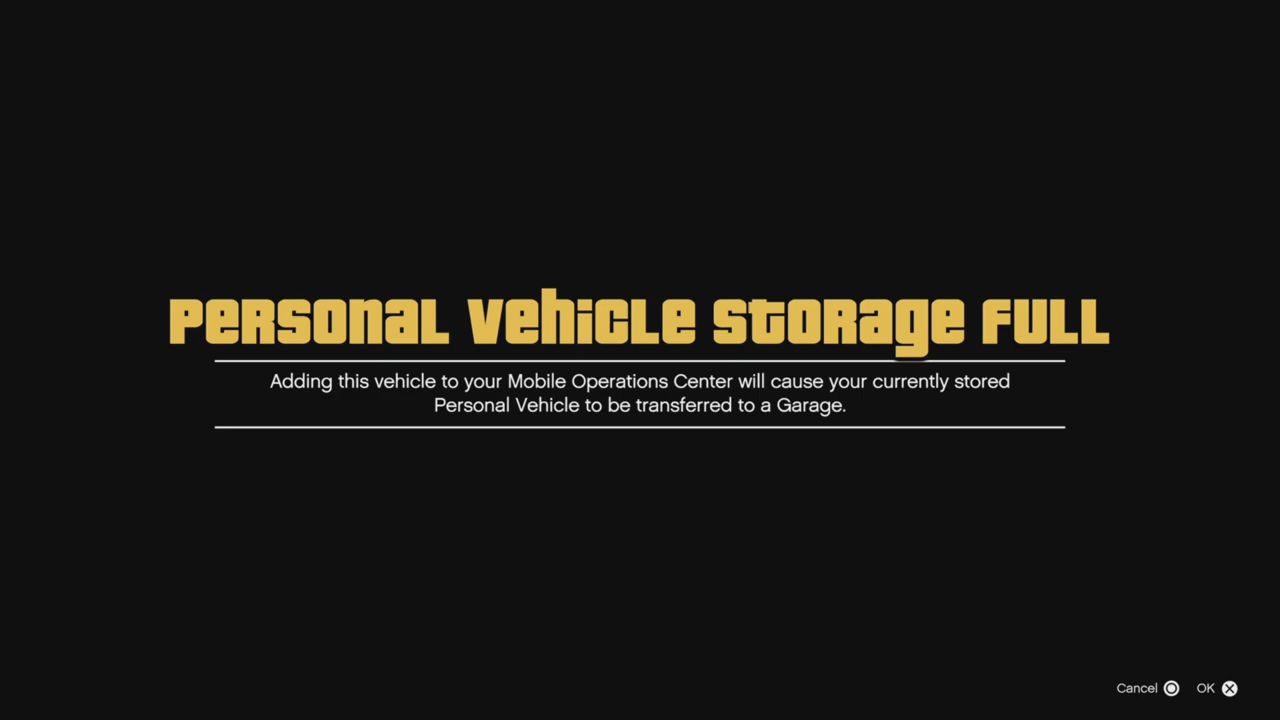 Personal Vehicle Storage Full
Adding this vehicle to your Mobile Operations Center will cause your currently stored
Personal Vehicle to be transferred to a Garage.
Cancel OK